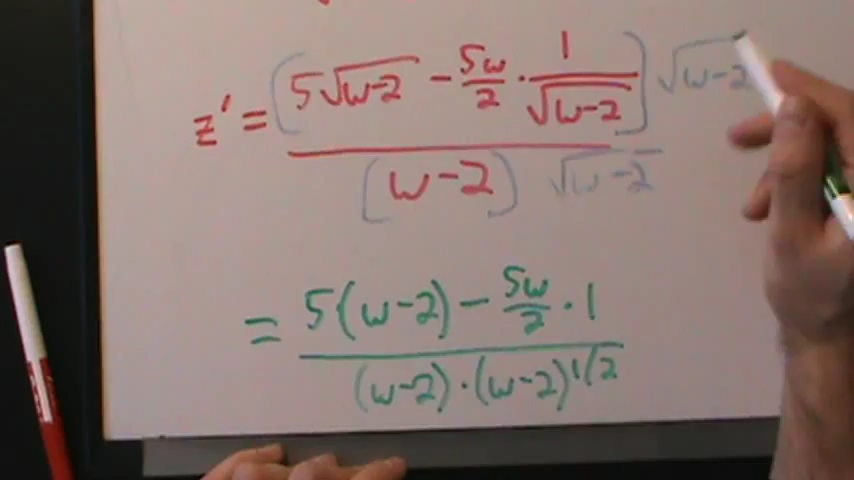 z' = [5√(w-2) - 5w/2 · 1/√(w-2)] √(w-2)
(w-2) √(w-2)
= 5(w-2) - 5w/2 · 1
(w-2)·(w-2)^1/2